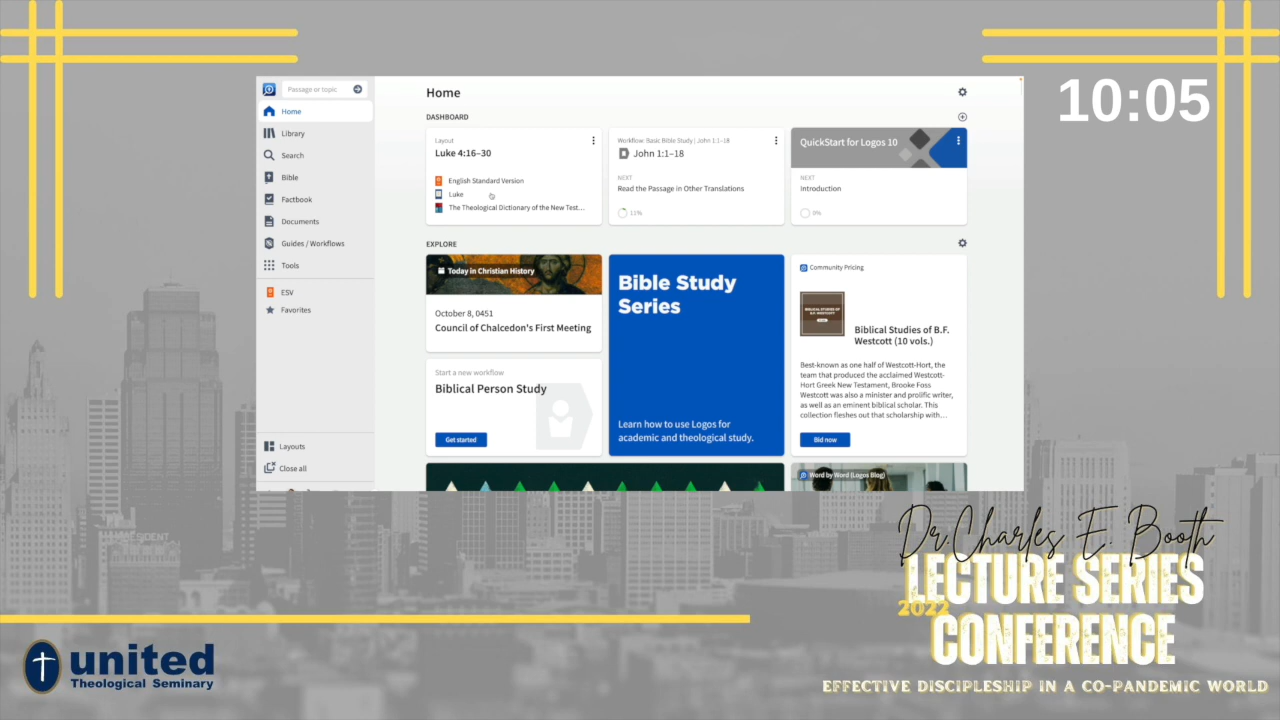 10:05
Passage or topic
Home
Library
Search
Bible
Factbook
Documents
Guides / Workflows
Tools
ESV
Favorites
Layouts
Close all
Home
DASHBOARD
Layout
Luke 4:16–30
English Standard Version
Luke
The Theological Dictionary of the New Test...
Workflow: Basic Bible Study | John 1:1–18
John 1:1–18
NEXT
Read the Passage in Other Translations
11%
QuickStart for Logos 10
NEXT
Introduction
0%
EXPLORE
Today in Christian History
October 8, 0451
Council of Chalcedon's First Meeting
Start a new workflow
Biblical Person Study
Get started
Bible Study
Series
Learn how to use Logos for
academic and theological study.
Community Pricing
BIBLICAL STUDIES OF B.F.
WESTCOTT
Biblical Studies of B.F.
Westcott (10 vols.)
Best-known as one half of Westcott-Hort, the
team that produced the acclaimed Westcott-
Hort Greek New Testament, Brooke Foss
Westcott was also a minister and prolific writer,
as well as an eminent biblical scholar. This
collection fleshes out that scholarship with...
Bid now
Word by Word (Logos Blog)
PRESIDENT
Dr. Charles E. Booth
LECTURE SERIES
2022
CONFERENCE
EFFECTIVE DISCIPLESHIP IN A CO-PANDEMIC WORLD
united
Theological Seminary